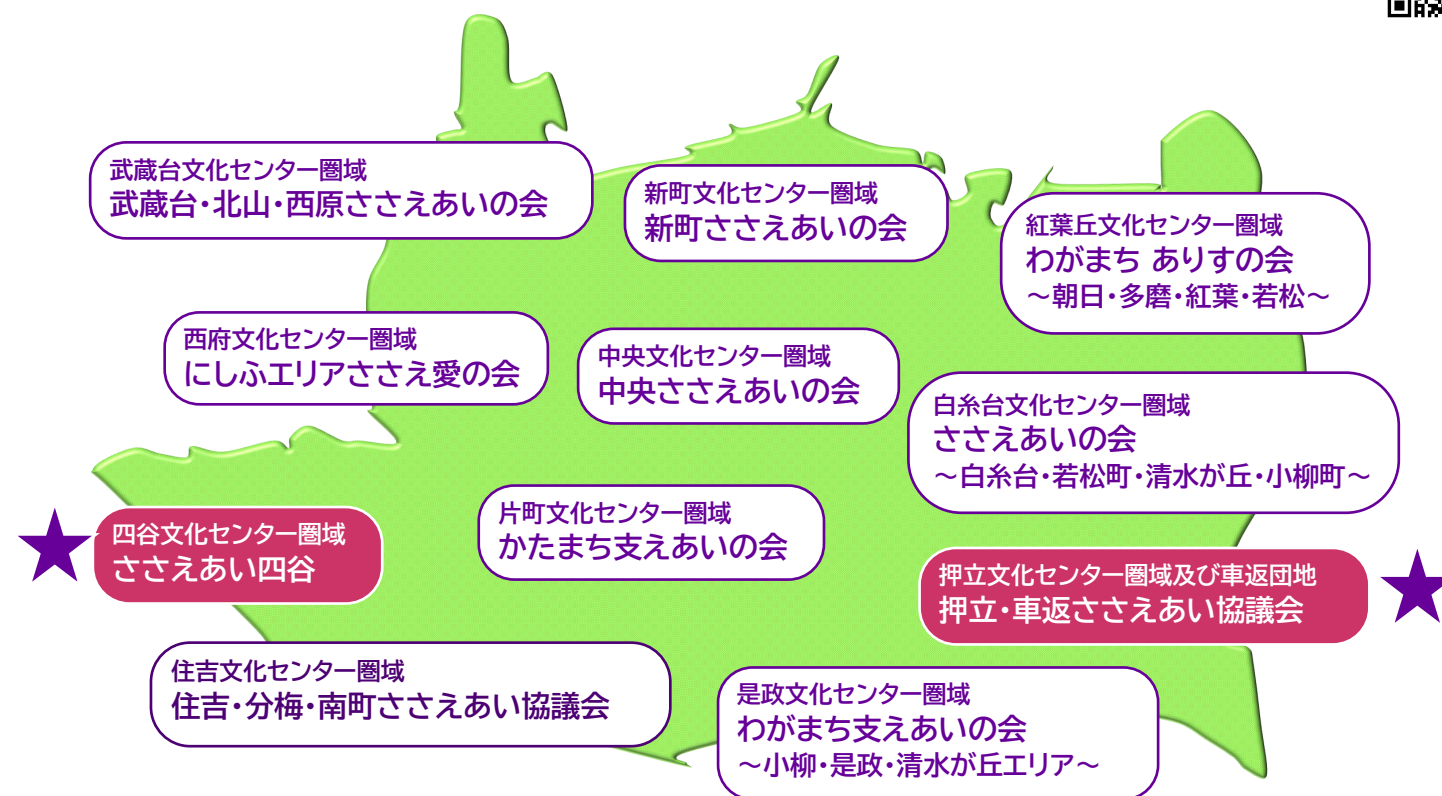 武蔵台文化センター圏域
武蔵台・北山・西原ささえあいの会
新町文化センター圏域
新町ささえあいの会
紅葉丘文化センター圏域
わがまち ありすの会
～朝日・多磨・紅葉・若松～
西府文化センター圏域
にしふエリアささえ愛の会
中央文化センター圏域
中央ささえあいの会
白糸台文化センター圏域
ささえあいの会
～白糸台・若松町・清水が丘・小柳町～
四谷文化センター圏域
ささえあい四谷
片町文化センター圏域
かたまち支えあいの会
押立文化センター圏域及び車返団地
押立・車返ささえあい協議会
住吉文化センター圏域
住吉・分梅・南町ささえあい協議会
是政文化センター圏域
わがまち支えあいの会
～小柳・是政・清水が丘エリア～